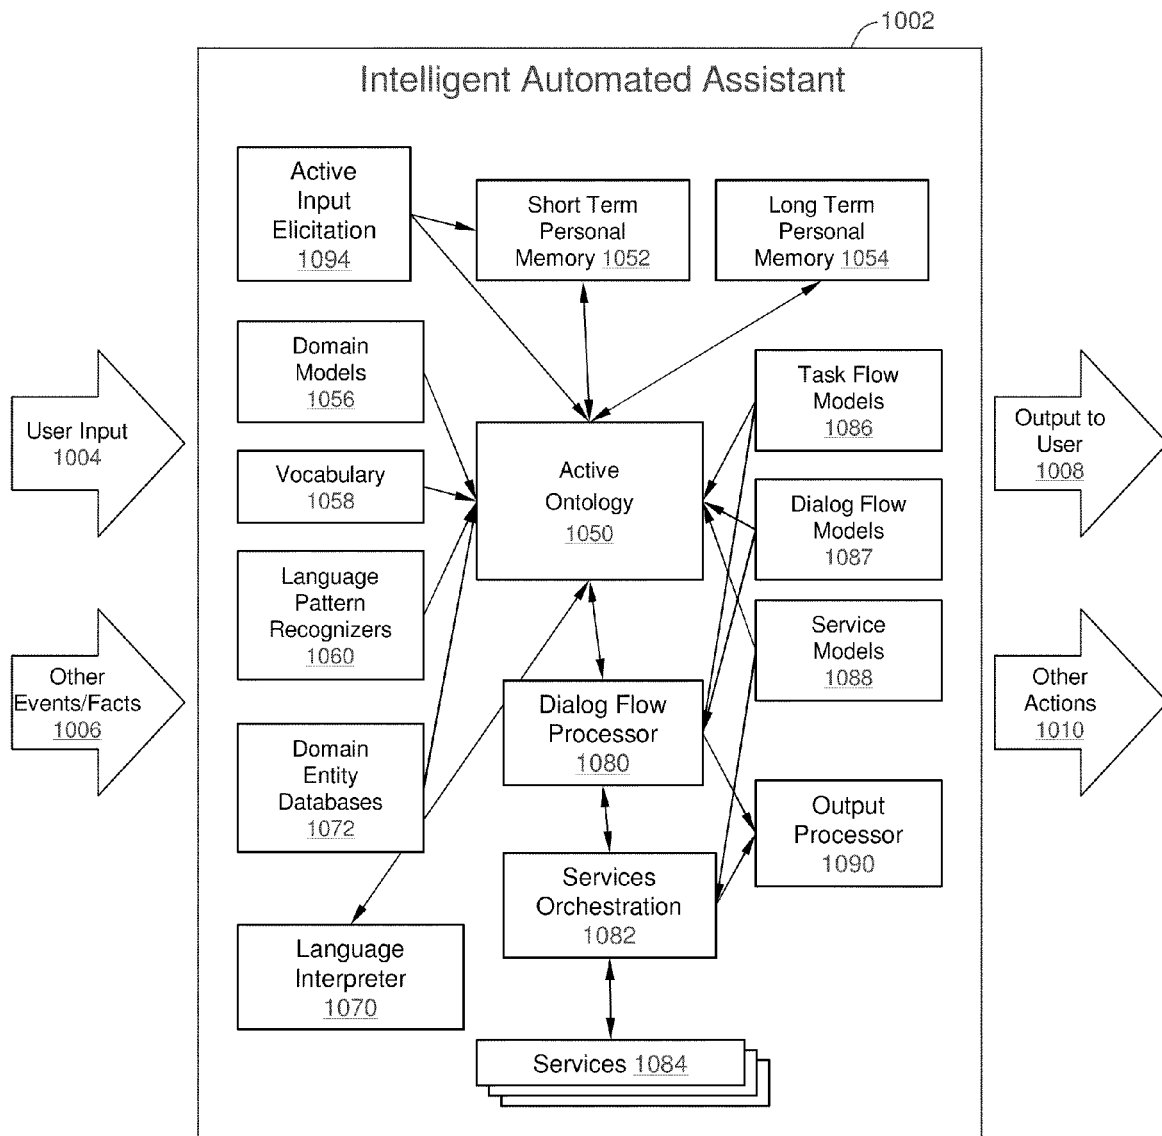 1002
Intelligent Automated Assistant
Active
Input
Elicitation
1094
Short Term
Personal
Memory 1052
Long Term
Personal
Memory 1054
Domain
Models
1056
Task Flow
Models
1086
User Input
1004
Active
Ontology
1050
Output to
User
1008
Vocabulary
1058
Dialog Flow
Models
1087
Language
Pattern
Recognizers
1060
Service
Models
1088
Other
Events/Facts
1006
Dialog Flow
Processor
1080
Other
Actions
1010
Domain
Entity
Databases
1072
Output
Processor
1090
Services
Orchestration
1082
Language
Interpreter
1070
Services 1084